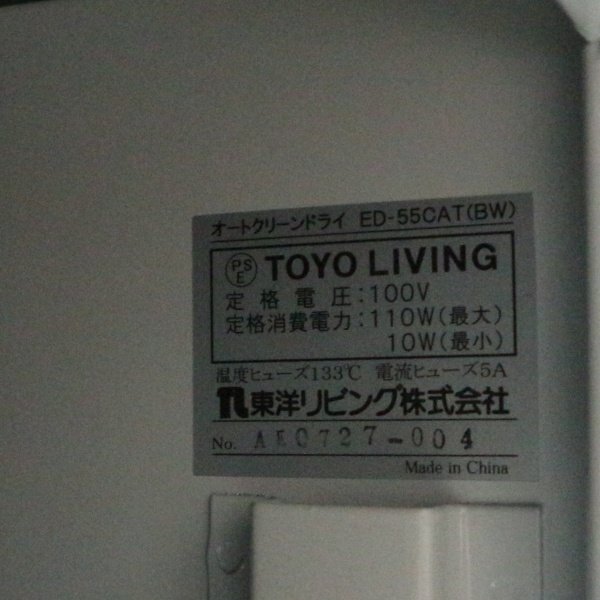 オートクリーンドライ ED-55CAT(BW)
PSE TOYO LIVING
定格電圧:100V
定格消費電力:110W(最大)
10W(最小)
温度ヒューズ133℃ 電流ヒューズ5A
東洋リビング株式会社
No.
Made in China